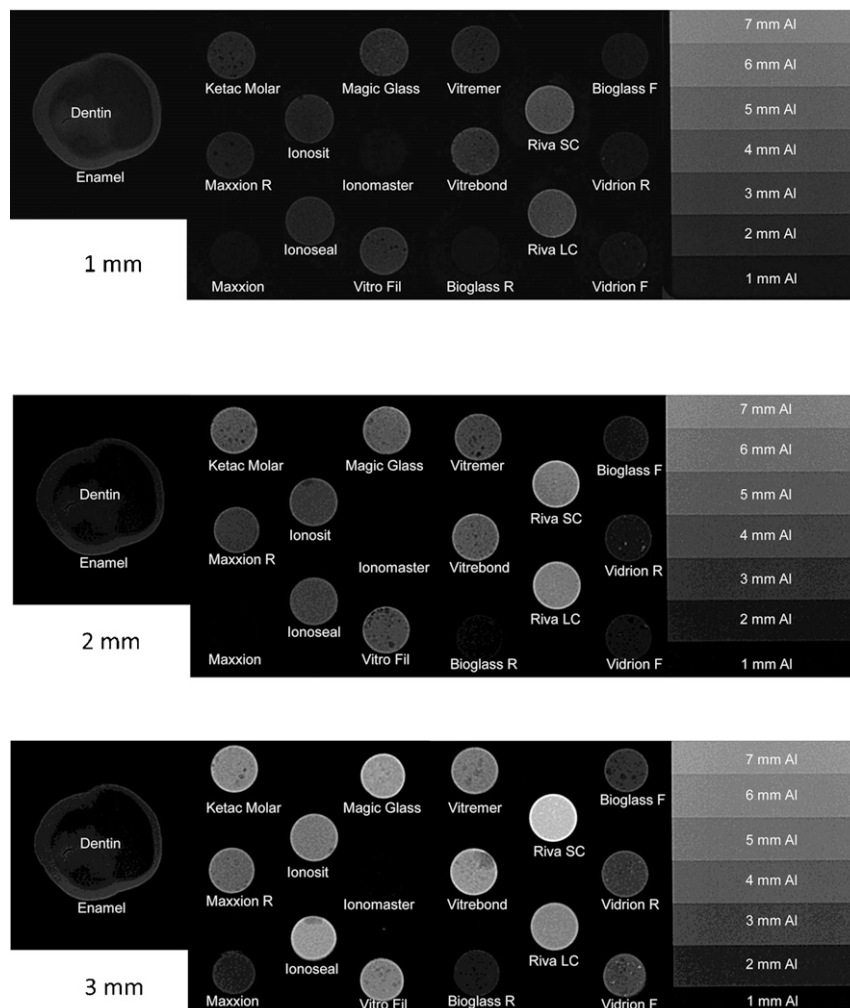 7 mm Al
6 mm Al
5 mm Al
4 mm Al
3 mm Al
2 mm Al
1 mm Al
Ketac Molar
Magic Glass
Vitremer
Bioglass F
Dentin
Ionosit
Riva SC
Enamel
Maxxion R
Ionomaster
Vitrebond
Vidrion R
Ionoseal
Riva LC
Maxxion
Vitro Fil
Bioglass R
Vidrion F
1 mm
7 mm Al
6 mm Al
5 mm Al
4 mm Al
3 mm Al
2 mm Al
1 mm Al
Ketac Molar
Magic Glass
Vitremer
Bioglass F
Dentin
Ionosit
Riva SC
Enamel
Maxxion R
Ionomaster
Vitrebond
Vidrion R
Ionoseal
Riva LC
Maxxion
Vitro Fil
Bioglass R
Vidrion F
2 mm
7 mm Al
6 mm Al
5 mm Al
4 mm Al
3 mm Al
2 mm Al
1 mm Al
Ketac Molar
Magic Glass
Vitremer
Bioglass F
Dentin
Ionosit
Riva SC
Enamel
Maxxion R
Ionomaster
Vitrebond
Vidrion R
Ionoseal
Riva LC
Maxxion
Vitro Fil
Bioglass R
Vidrion F
3 mm